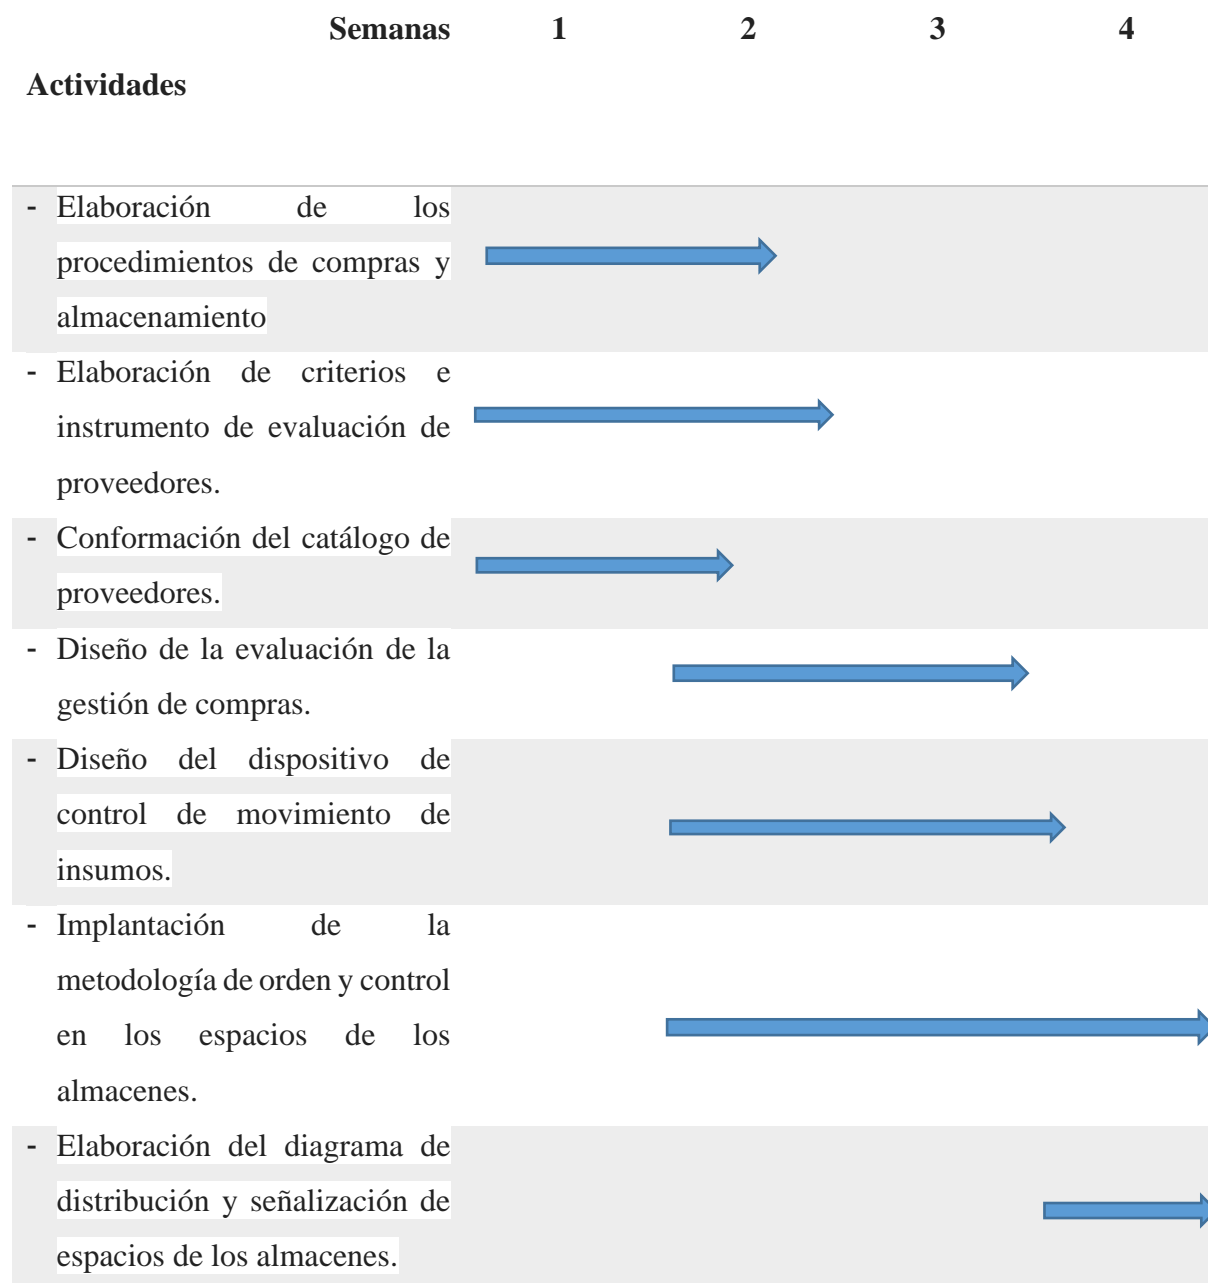 Semanas 1 2 3 4
Actividades
- Elaboración de los
procedimientos de compras y
almacenamiento
- Elaboración de criterios e
instrumento de evaluación de
proveedores.
- Conformación del catálogo de
proveedores.
- Diseño de la evaluación de la
gestión de compras.
- Diseño del dispositivo de
control de movimiento de
insumos.
- Implantación de la
metodología de orden y control
en los espacios de los
almacenes.
- Elaboración del diagrama de
distribución y señalización de
espacios de los almacenes.